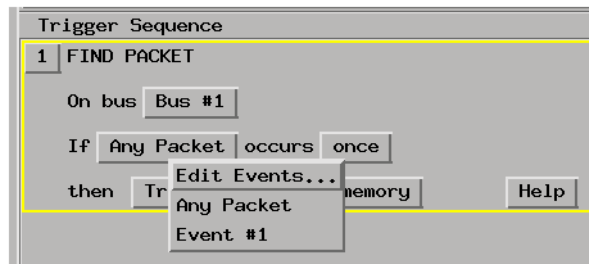 Trigger Sequence
1 FIND PACKET
On bus Bus #1
If Any Packet occurs once
Edit Events...
then Tr memory Help
Any Packet
Event #1